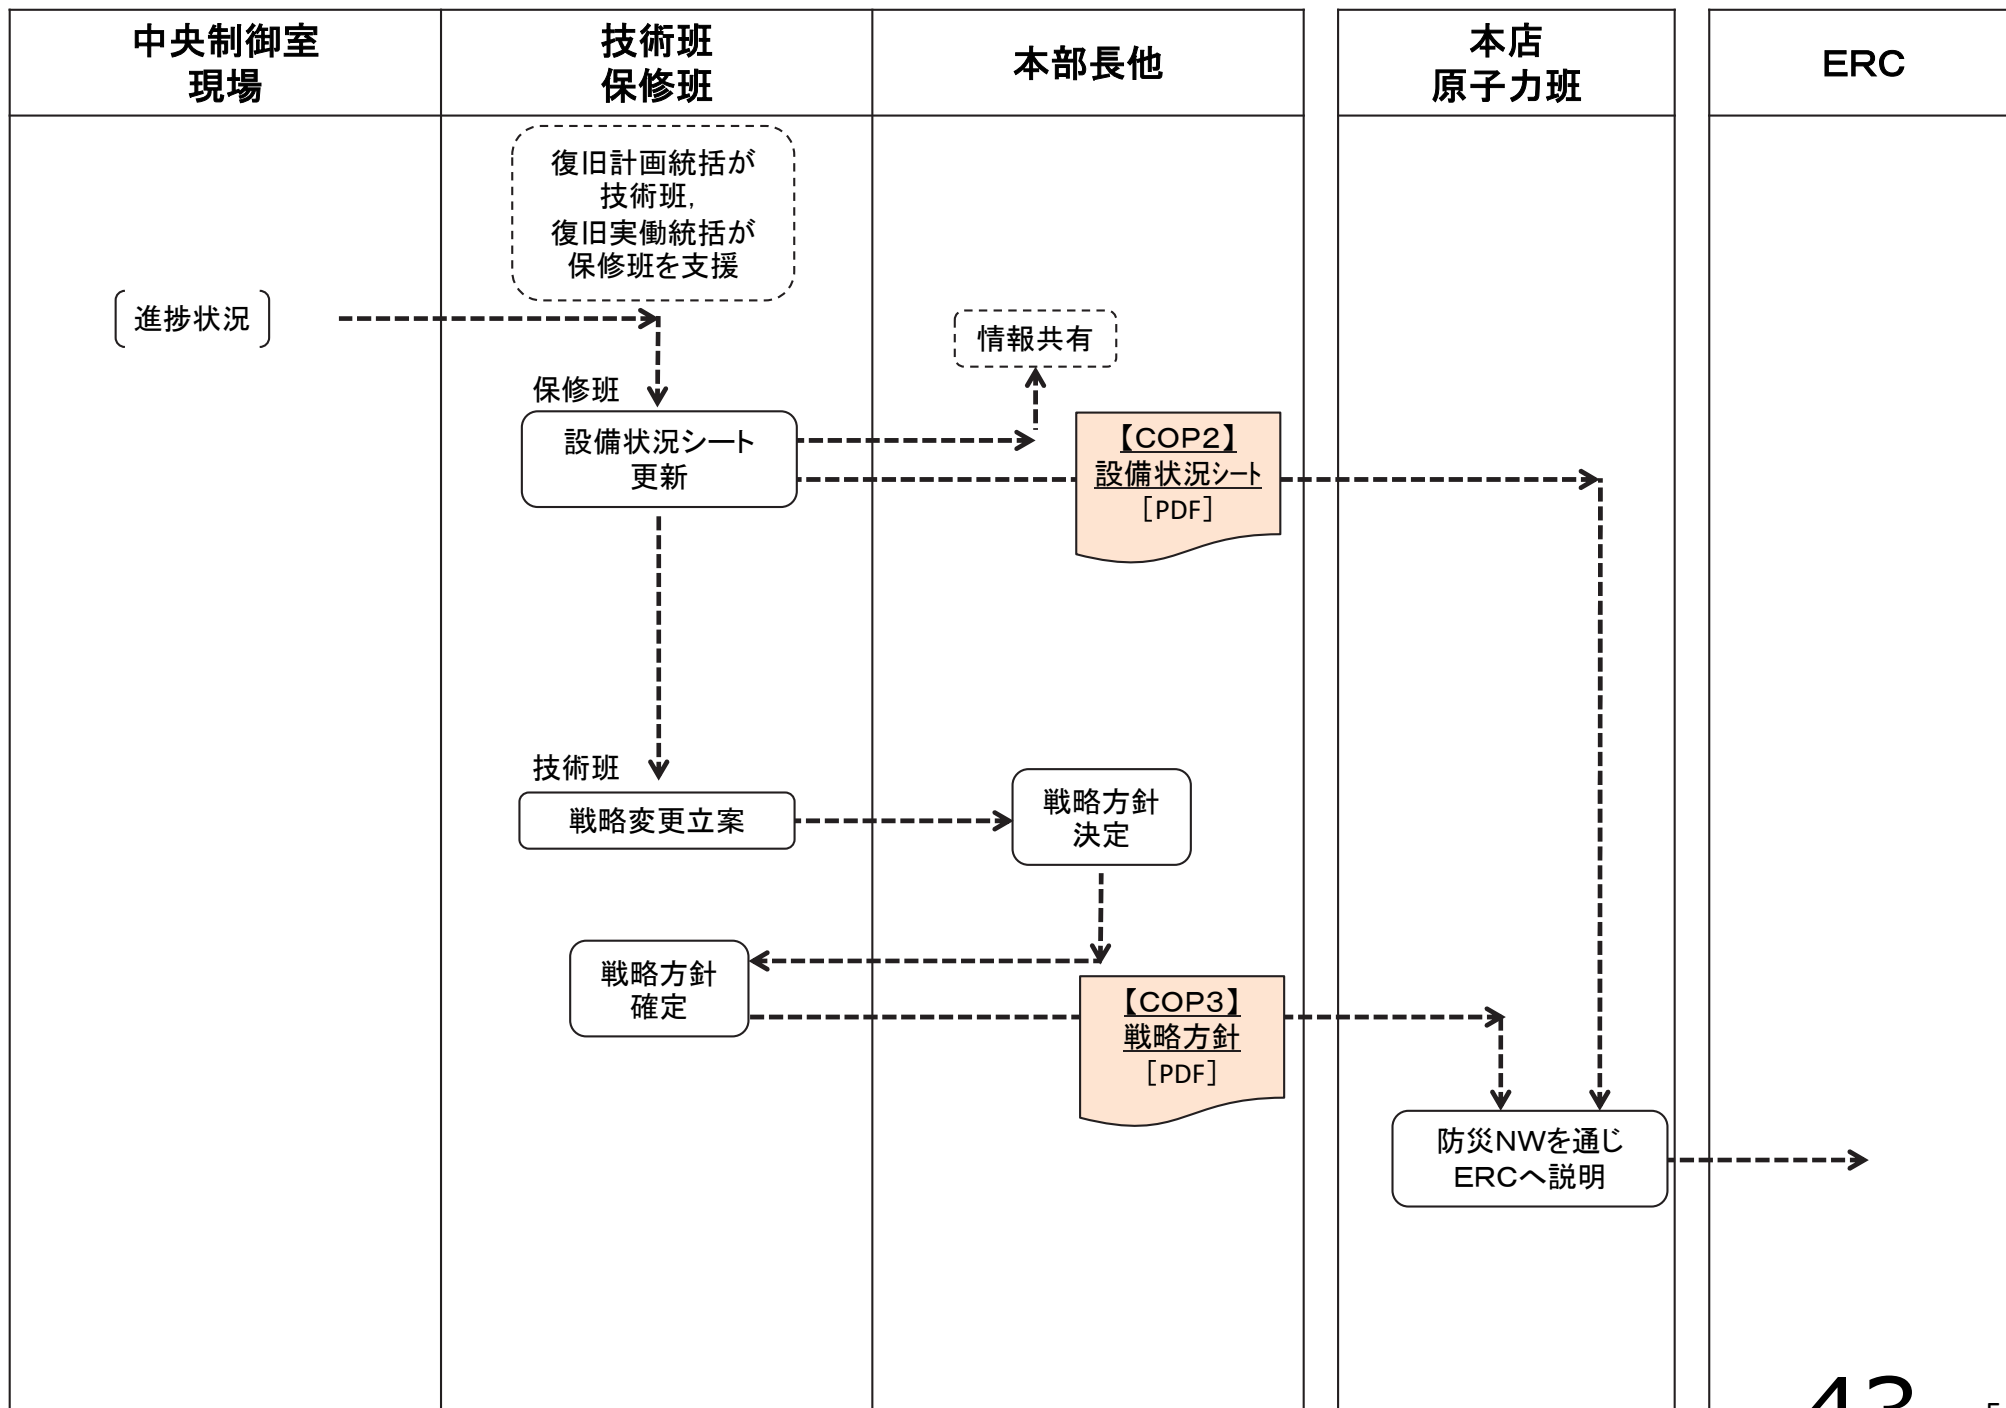 中央制御室
現場
技術班
保修班
本部長他
本店
原子力班
ERC
復旧計画統括が
技術班，
復旧実働統括が
保修班を支援
進捗状況
情報共有
保修班
設備状況シート
更新
【COP2】
設備状況シート
［PDF］
技術班
戦略変更立案
戦略方針
決定
戦略方針
確定
【COP3】
戦略方針
［PDF］
防災NWを通じ
ERCへ説明
43